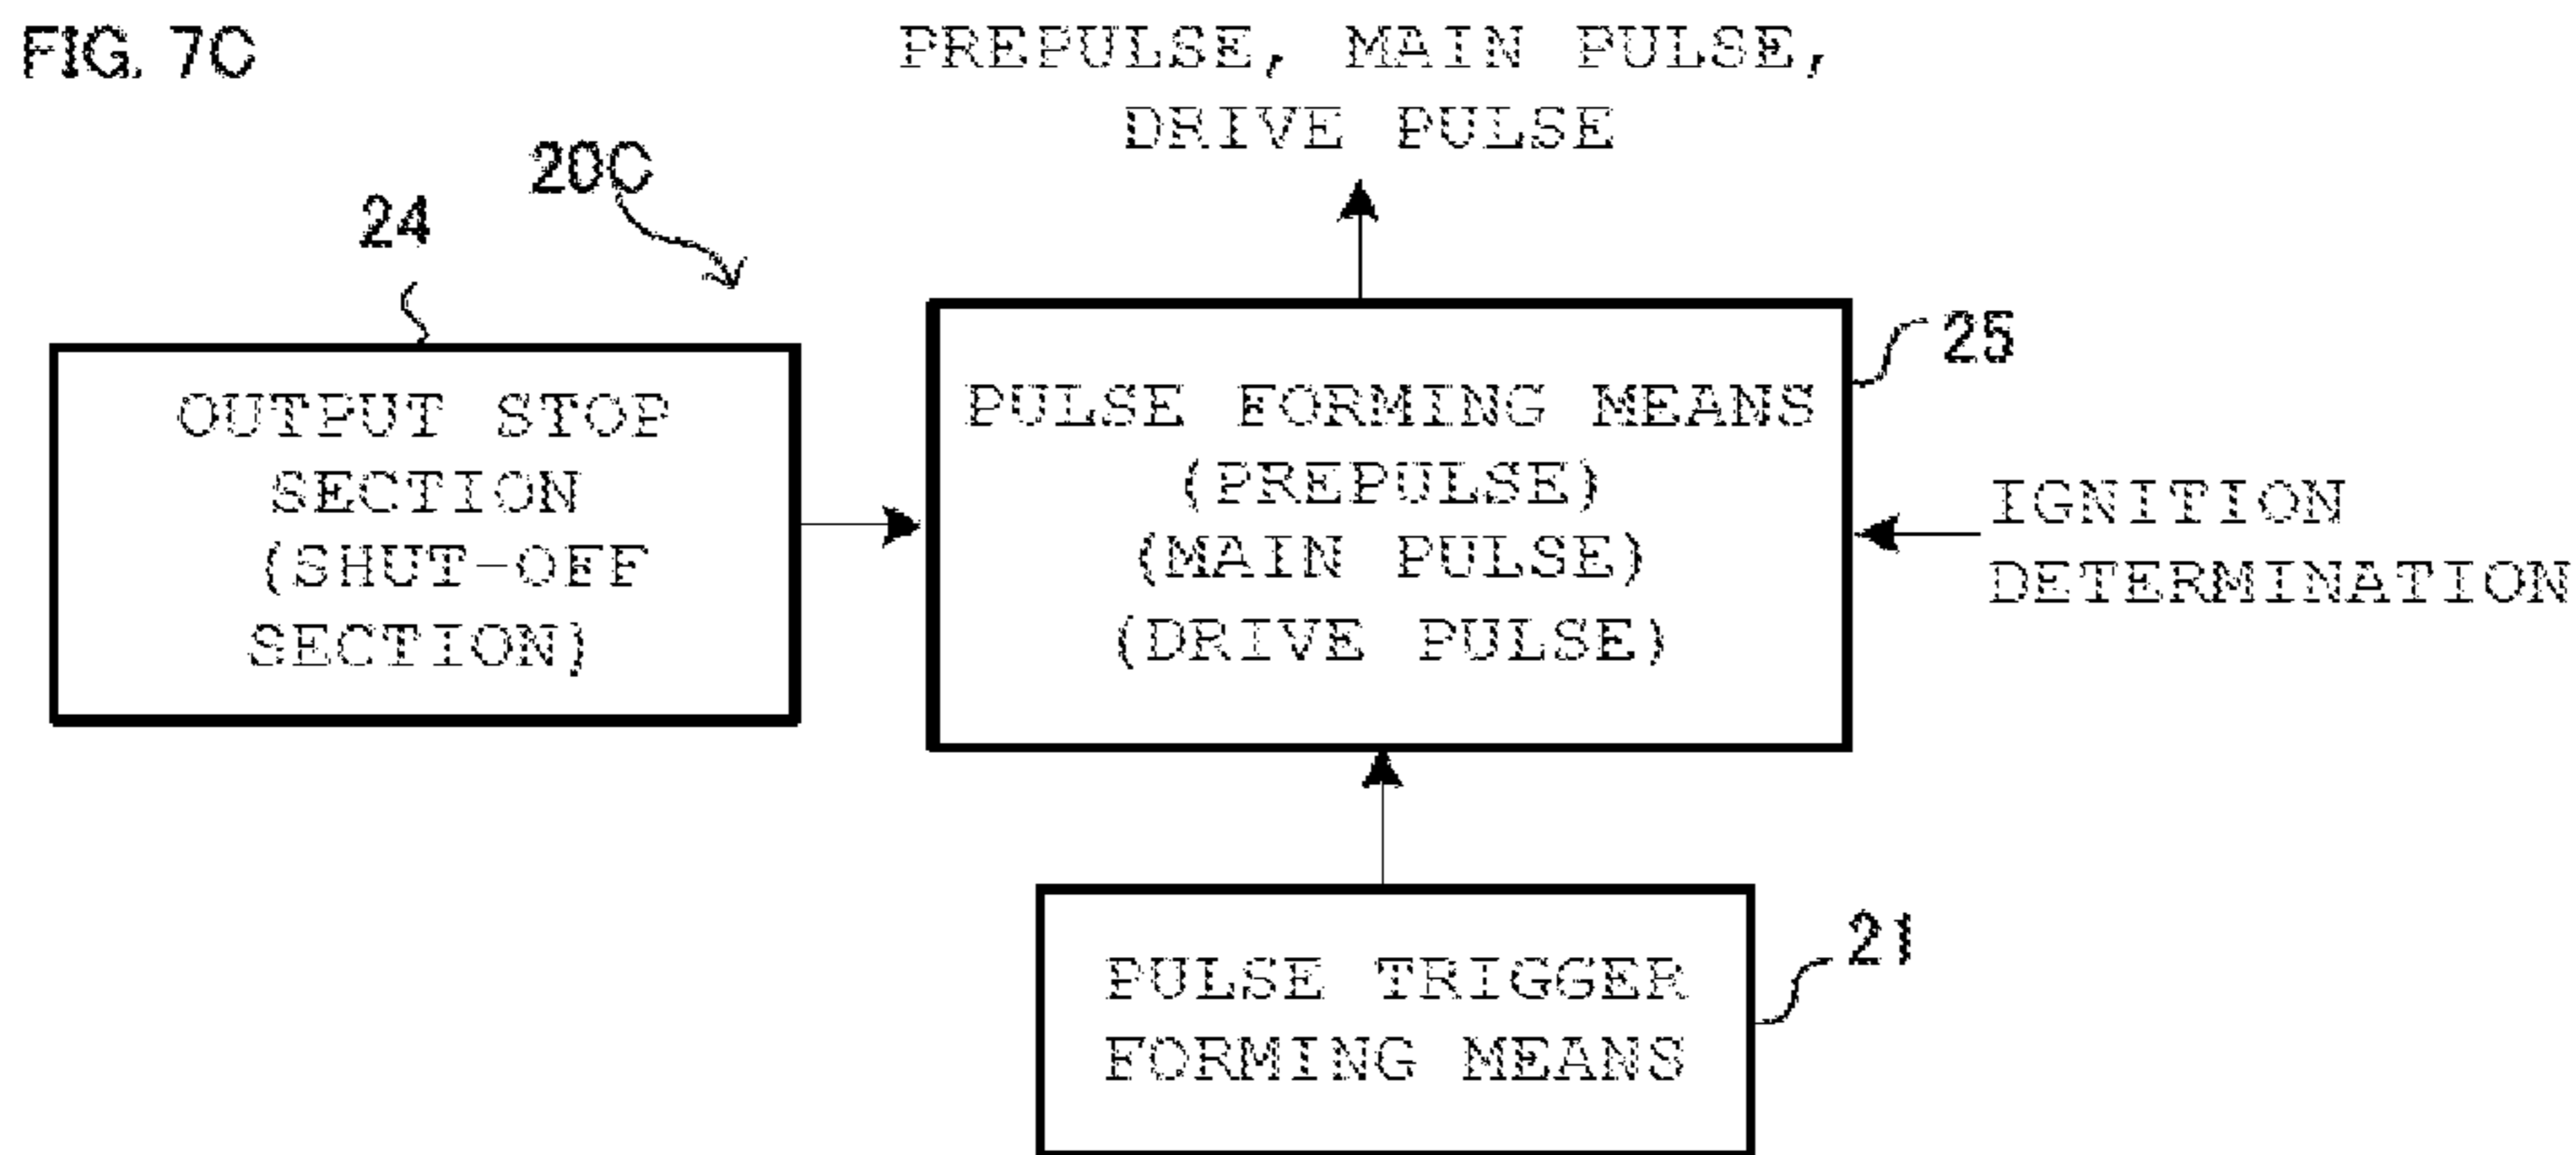 FIG. 7C
PREPULSE, MAIN PULSE,
DRIVE PULSE
20C
24
25
OUTPUT STOP
SECTION
(SHUT-OFF
SECTION)
PULSE FORMING MEANS
(PREPULSE)
(MAIN PULSE)
(DRIVE PULSE)
IGNITION
DETERMINATION
21
PULSE TRIGGER
FORMING MEANS